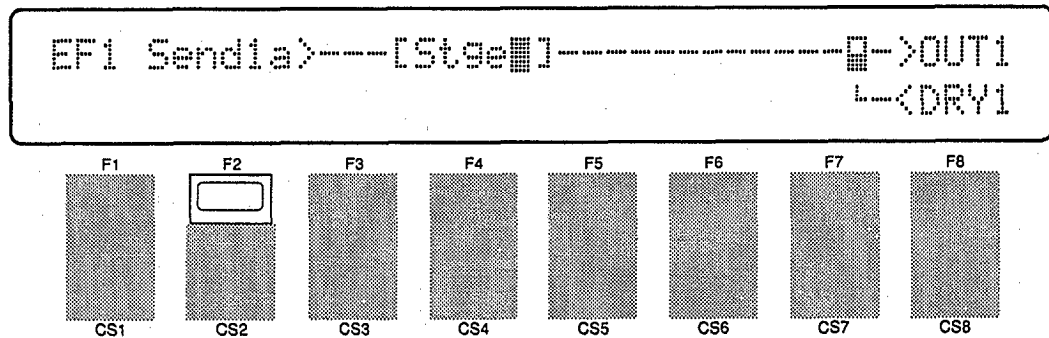 EF1 Send1a>---[Stge▒]---------------▒->OUT1
└--<DRY1
F1 F2 F3 F4 F5 F6 F7 F8
CS1 CS2 CS3 CS4 CS5 CS6 CS7 CS8